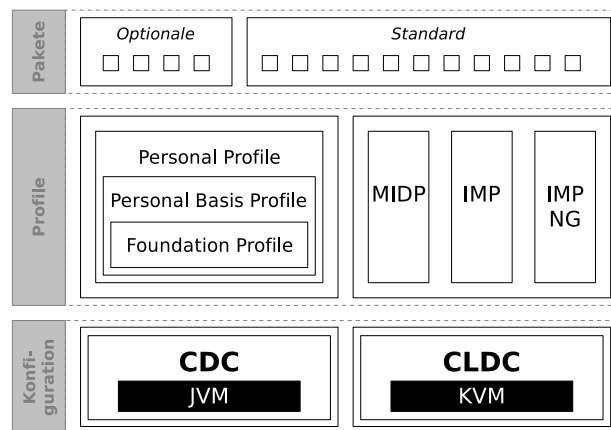 Pakete
Optionale
Standard
Profile
Personal Profile
Personal Basis Profile
Foundation Profile
MIDP
IMP
IMP
NG
Konfi-
guration
CDC
JVM
CLDC
KVM